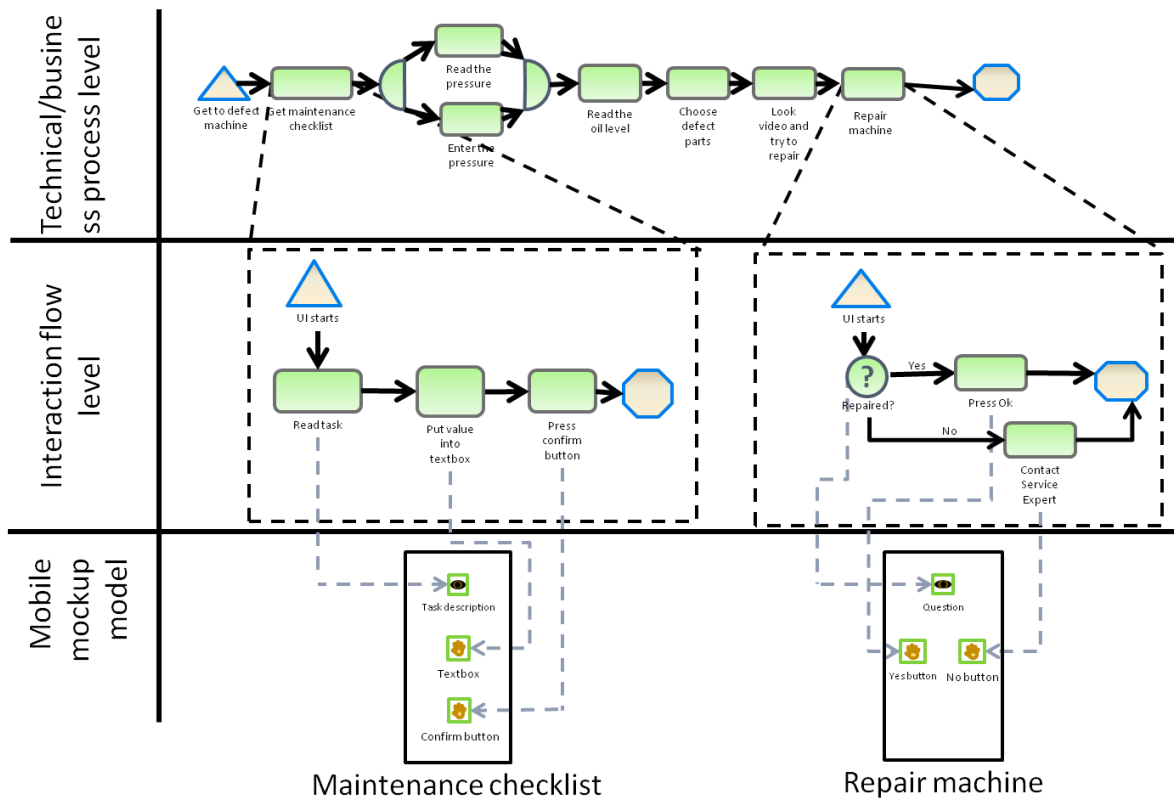 Technical/busine
ss process level
Get to defect
machine
Get maintenance
checklist
Read the
pressure
Enter the
pressure
Read the
oil level
Choose
defect
parts
Look
video and
try to
repair
Repair
machine
Interaction flow
level
UI starts
Read task
Put value
into
textbox
Press
confirm
button
UI starts
?
Repaired?
Yes
No
Press Ok
Contact
Service
Expert
Mobile
mockup
model
Task description
Textbox
Confirm button
Maintenance checklist
Question
Yes button
No button
Repair machine